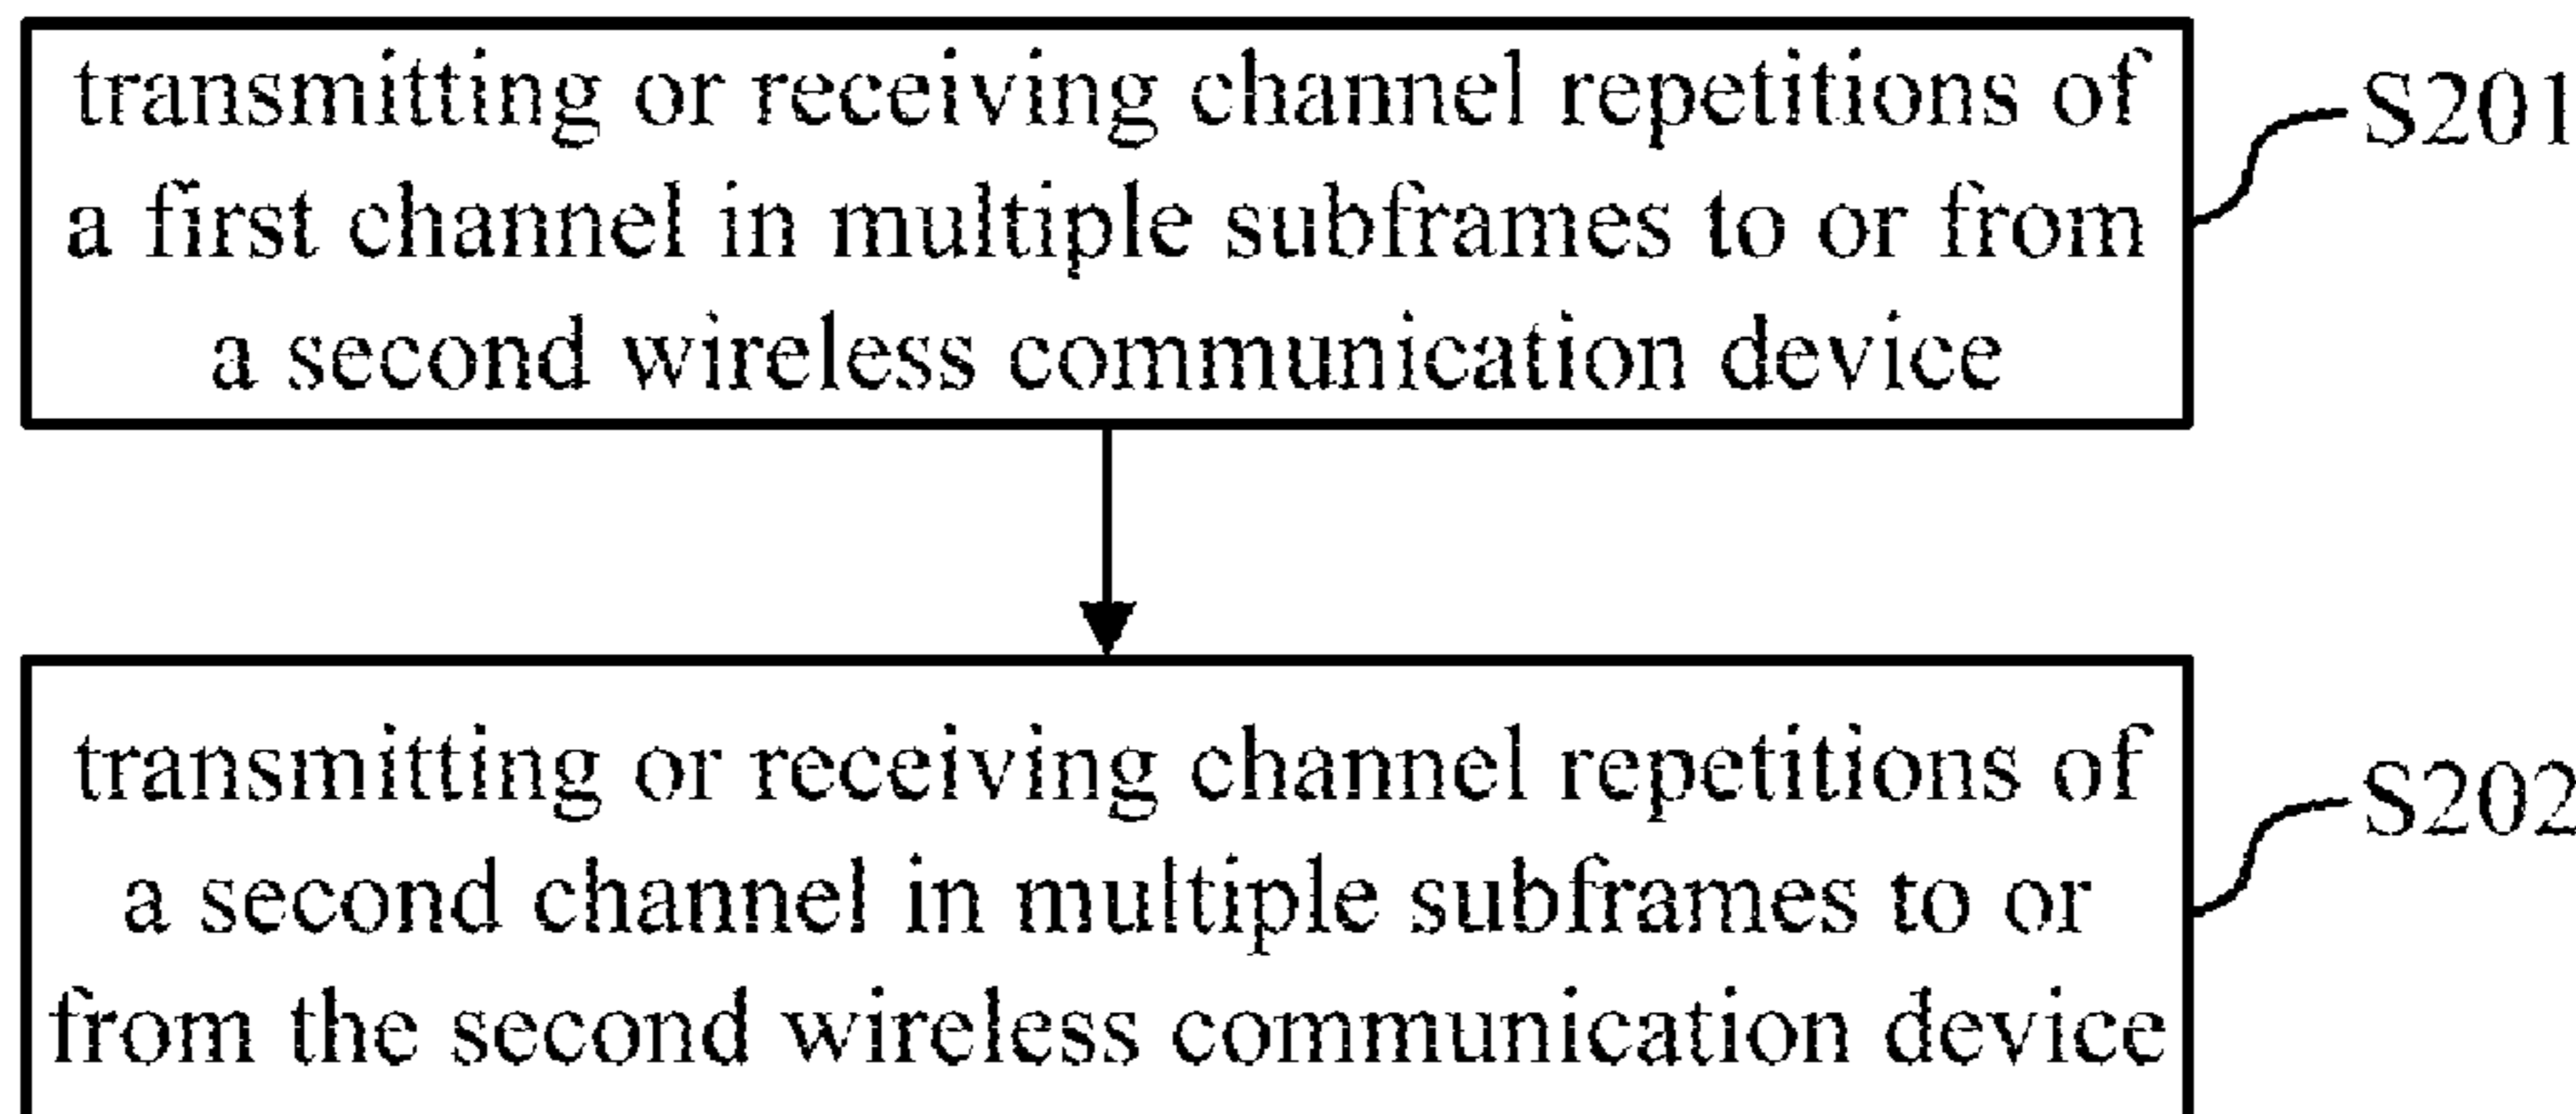 transmitting or receiving channel repetitions of
a first channel in multiple subframes to or from
a second wireless communication device
S201
transmitting or receiving channel repetitions of
a second channel in multiple subframes to or
from the second wireless communication device
S202